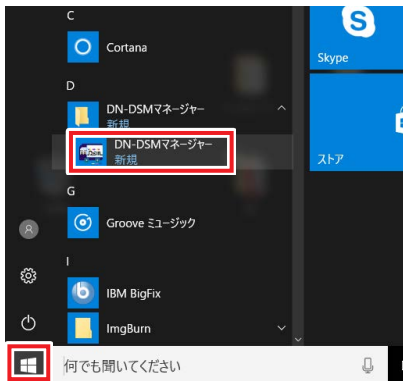 C
Cortana
Skype
D
DN-DSMマネージャー
新規
DN-DSMマネージャー
新規
ストア
G
Groove ミュージック
I
IBM BigFix
ImgBurn
何でも聞いてください